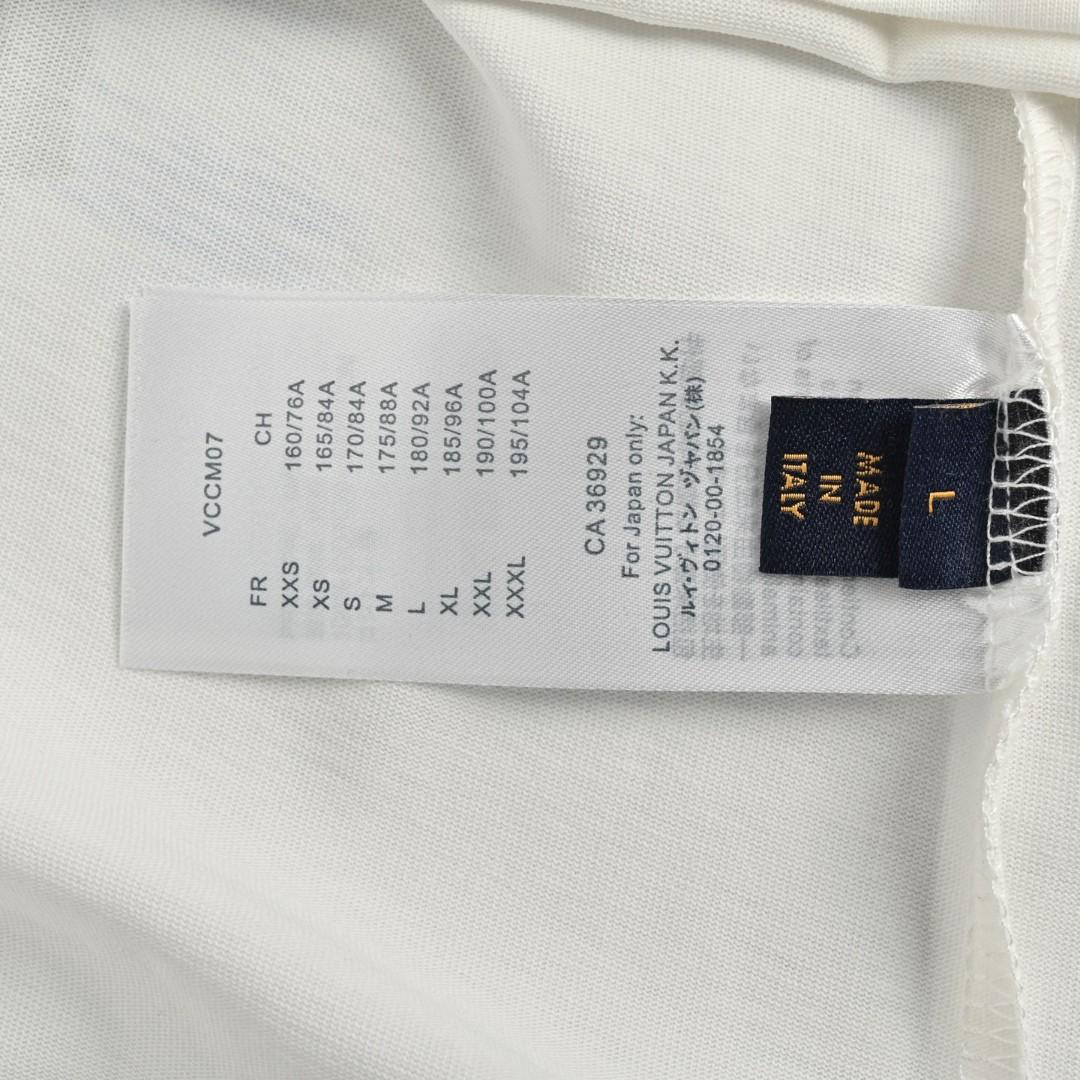 VCCM07
FR CH
XXS 160/76A
XS 165/84A
S 170/84A
M 175/88A
L 180/92A
XL 185/96A
XXL 190/100A
XXXL 195/104A
CA 36929
For Japan only:
LOUIS VUITTON JAPAN K.K.
ルイ・ヴィトン ジャパン(株)
0120-00-1854
MADE
IN
ITALY
L